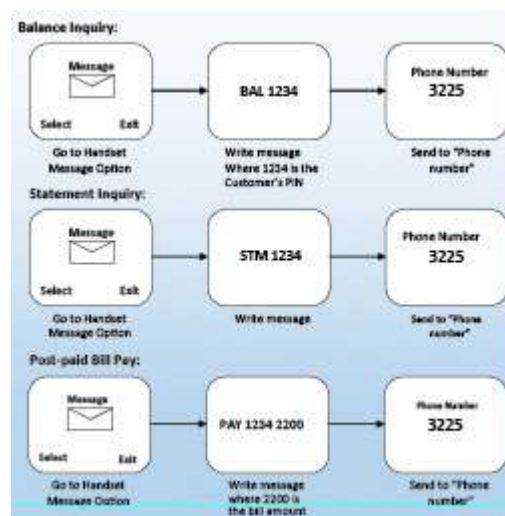 Balance Inquiry:
Message
Select Exit
BAL 1234
Phone Number
3225
Go to Handset
Message Option
Write message
Where 1234 is the
Customer's PIN
Send to "Phone
number"
Statement Inquiry:
Message
Select Exit
STM 1234
Phone Number
3225
Go to Handset
Message Option
Write message
Send to "Phone
number"
Post-paid Bill Pay:
Message
Select Exit
PAY 1234 2200
Phone Number
3225
Go to Handset
Message Option
Write message
where 2200 is
the bill amount
Send to "Phone
number"